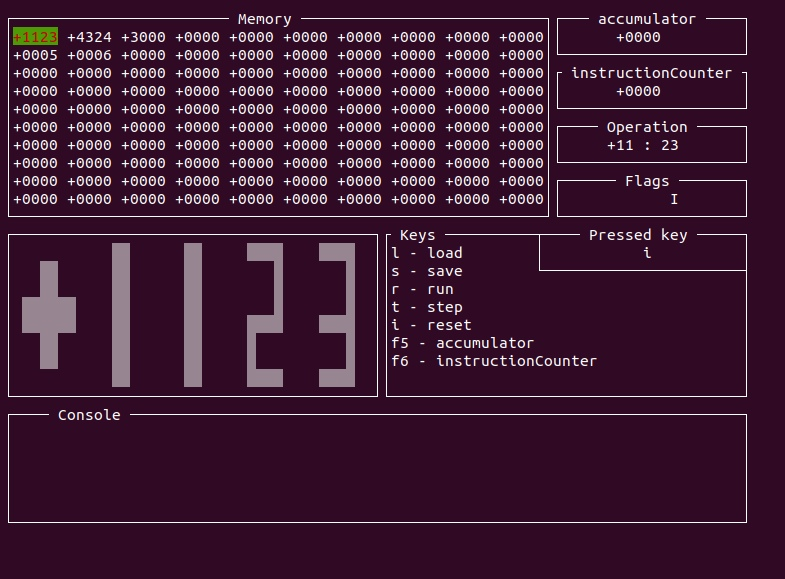 Memory
+1123 +4324 +3000 +0000 +0000 +0000 +0000 +0000 +0000 +0000
+0005 +0006 +0000 +0000 +0000 +0000 +0000 +0000 +0000 +0000
+0000 +0000 +0000 +0000 +0000 +0000 +0000 +0000 +0000 +0000
+0000 +0000 +0000 +0000 +0000 +0000 +0000 +0000 +0000 +0000
+0000 +0000 +0000 +0000 +0000 +0000 +0000 +0000 +0000 +0000
+0000 +0000 +0000 +0000 +0000 +0000 +0000 +0000 +0000 +0000
+0000 +0000 +0000 +0000 +0000 +0000 +0000 +0000 +0000 +0000
+0000 +0000 +0000 +0000 +0000 +0000 +0000 +0000 +0000 +0000
+0000 +0000 +0000 +0000 +0000 +0000 +0000 +0000 +0000 +0000
+0000 +0000 +0000 +0000 +0000 +0000 +0000 +0000 +0000 +0000
accumulator
+0000
instructionCounter
+0000
Operation
+11 : 23
Flags
I
+1123
Keys
l - load
s - save
r - run
t - step
i - reset
f5 - accumulator
f6 - instructionCounter
Pressed key
i
Console